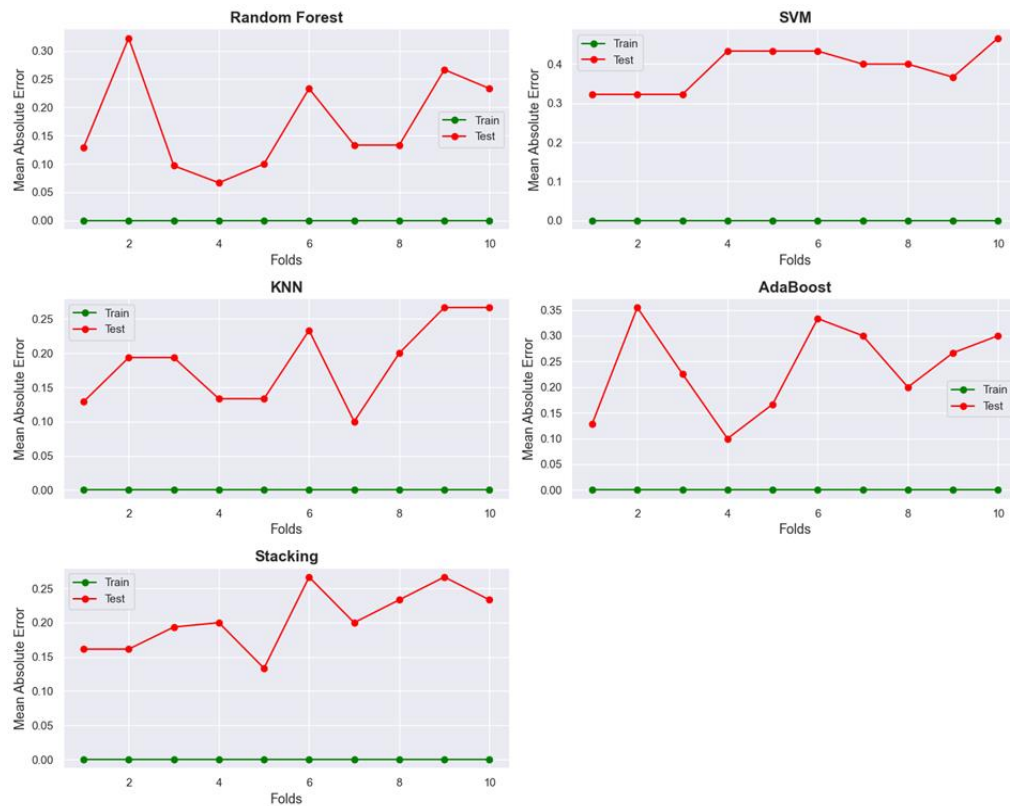 Random Forest
Mean Absolute Error
0.30
0.25
0.20
0.15
0.10
0.05
0.00
Train
Test
2 4 6 8 10
Folds
SVM
Mean Absolute Error
0.4
0.3
0.2
0.1
0.0
Train
Test
2 4 6 8 10
Folds
KNN
Mean Absolute Error
0.25
0.20
0.15
0.10
0.05
0.00
Train
Test
2 4 6 8 10
Folds
AdaBoost
Mean Absolute Error
0.35
0.30
0.25
0.20
0.15
0.10
0.05
0.00
Train
Test
2 4 6 8 10
Folds
Stacking
Mean Absolute Error
0.25
0.20
0.15
0.10
0.05
0.00
Train
Test
2 4 6 8 10
Folds